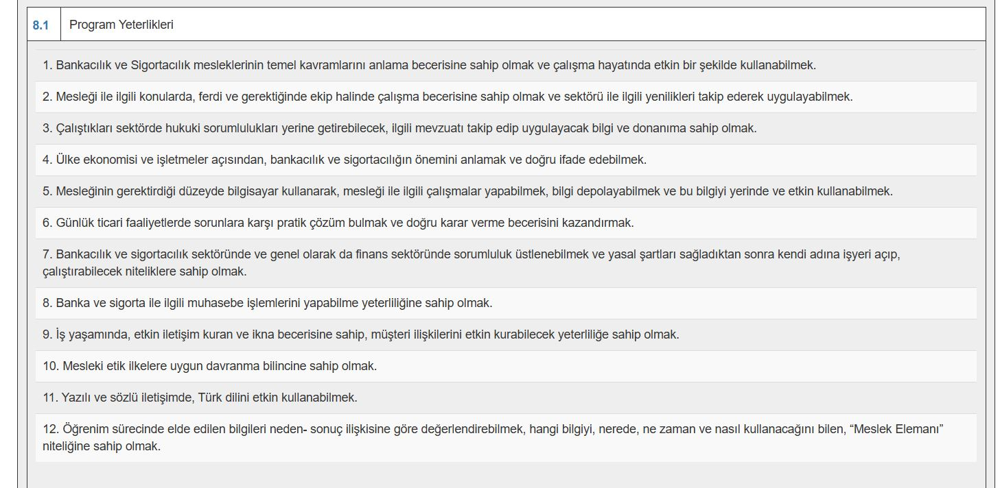 8.1 Program Yeterlikleri
1. Bankacılık ve Sigortacılık mesleklerinin temel kavramlarını anlama becerisine sahip olmak ve çalışma hayatında etkin bir şekilde kullanabilmek.
2. Mesleği ile ilgili konularda, ferdi ve gerektiğinde ekip halinde çalışma becerisine sahip olmak ve sektörü ile ilgili yenilikleri takip ederek uygulayabilmek.
3. Çalıştıkları sektörde hukuki sorumlulukları yerine getirebilecek, ilgili mevzuatı takip edip uygulayacak bilgi ve donanıma sahip olmak.
4. Ülke ekonomisi ve işletmeler açısından, bankacılık ve sigortacılığın önemini anlamak ve doğru ifade edebilmek.
5. Mesleğinin gerektirdiği düzeyde bilgisayar kullanarak, mesleği ile ilgili çalışmalar yapabilmek, bilgi depolayabilmek ve bu bilgiyi yerinde ve etkin kullanabilmek.
6. Günlük ticari faaliyetlerde sorunlara karşı pratik çözüm bulmak ve doğru karar verme becerisini kazandırmak.
7. Bankacılık ve sigortacılık sektöründe ve genel olarak da finans sektöründe sorumluluk üstlenebilmek ve yasal şartları sağladıktan sonra kendi adına işyeri açıp,
çalıştırabilecek niteliklere sahip olmak.
8. Banka ve sigorta ile ilgili muhasebe işlemlerini yapabilme yeterliliğine sahip olmak.
9. İş yaşamında, etkin iletişim kuran ve ikna becerisine sahip, müşteri ilişkilerini etkin kurabilecek yeterliliğe sahip olmak.
10. Mesleki etik ilkelere uygun davranma bilincine sahip olmak.
11. Yazılı ve sözlü iletişimde, Türk dilini etkin kullanabilmek.
12. Öğrenim sürecinde elde edilen bilgileri neden- sonuç ilişkisine göre değerlendirebilmek, hangi bilgiyi, nerede, ne zaman ve nasıl kullanacağını bilen, “Meslek Elemanı”
niteliğine sahip olmak.